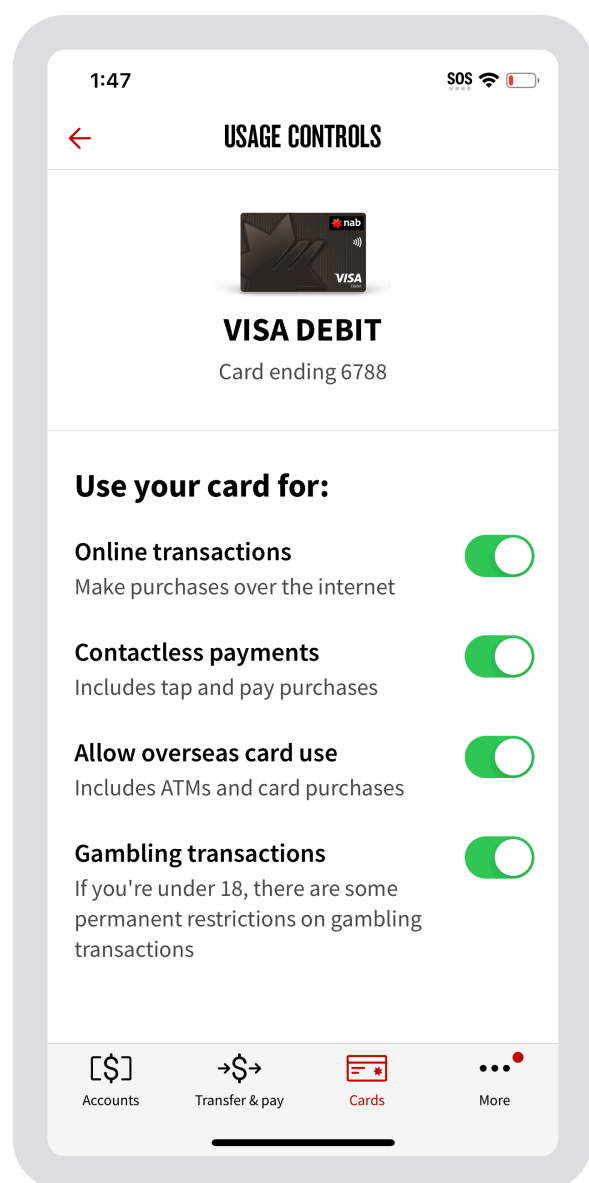 1:47
SOS
USAGE CONTROLS
nab
VISA
Debit
VISA DEBIT
Card ending 6788
Use your card for:
Online transactions
Make purchases over the internet
Contactless payments
Includes tap and pay purchases
Allow overseas card use
Includes ATMs and card purchases
Gambling transactions
If you're under 18, there are some
permanent restrictions on gambling
transactions
Accounts
Transfer & pay
Cards
More